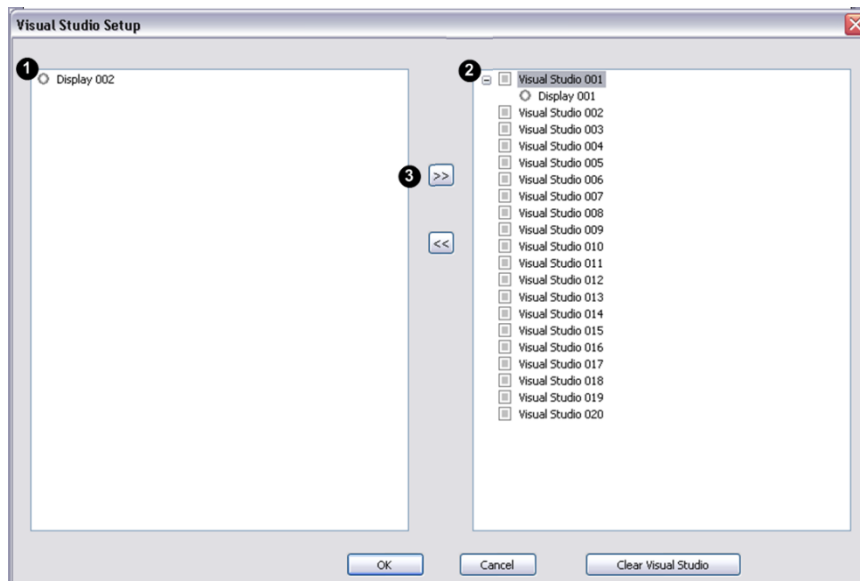 Visual Studio Setup
1
Display 002
2
Visual Studio 001
Display 001
Visual Studio 002
Visual Studio 003
Visual Studio 004
Visual Studio 005
Visual Studio 006
Visual Studio 007
Visual Studio 008
Visual Studio 009
Visual Studio 010
Visual Studio 011
Visual Studio 012
Visual Studio 013
Visual Studio 014
Visual Studio 015
Visual Studio 016
Visual Studio 017
Visual Studio 018
Visual Studio 019
Visual Studio 020
3 >>
<<
OK Cancel Clear Visual Studio